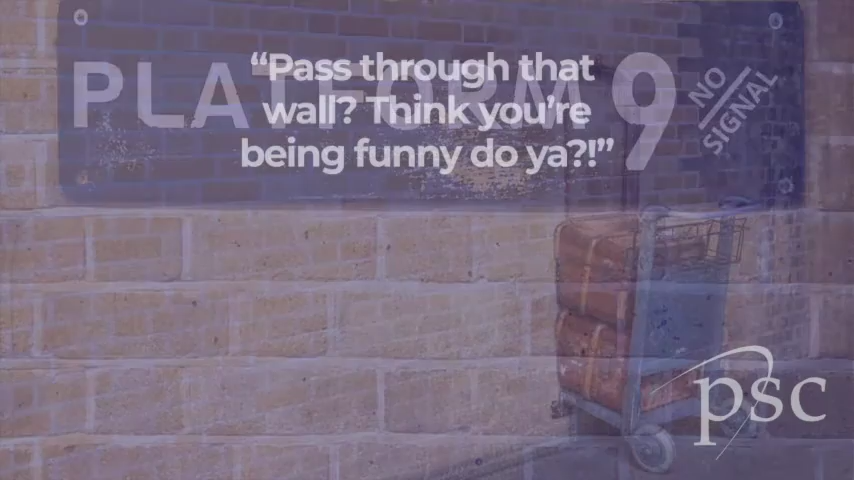 PLATFORM 9
NO
SIGNAL
“Pass through that
wall? Think you’re
being funny do ya?!”
psc